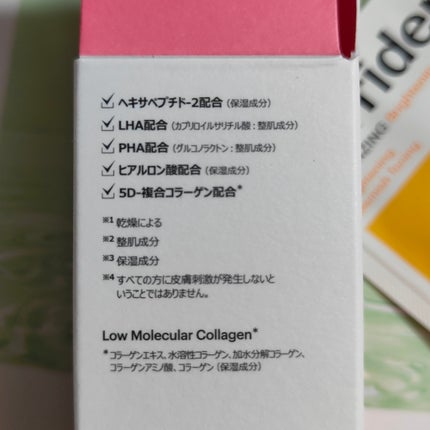 ☑ ヘキサペプチド-2配合 (保湿成分)
☑ LHA配合 (カプリロイルサリチル酸 : 整肌成分)
☑ PHA配合 (グルコノラクトン : 整肌成分)
☑ ヒアルロン酸配合 (保湿成分)
☑ 5D-複合コラーゲン配合*
※1 乾燥による
※2 整肌成分
※3 保湿成分
※4 すべての方に皮膚刺激が発生しないと
いうことではありません。
Low Molecular Collagen*
* コラーゲンエキス、水溶性コラーゲン、加水分解コラーゲン、
コラーゲンアミノ酸、コラーゲン (保湿成分)